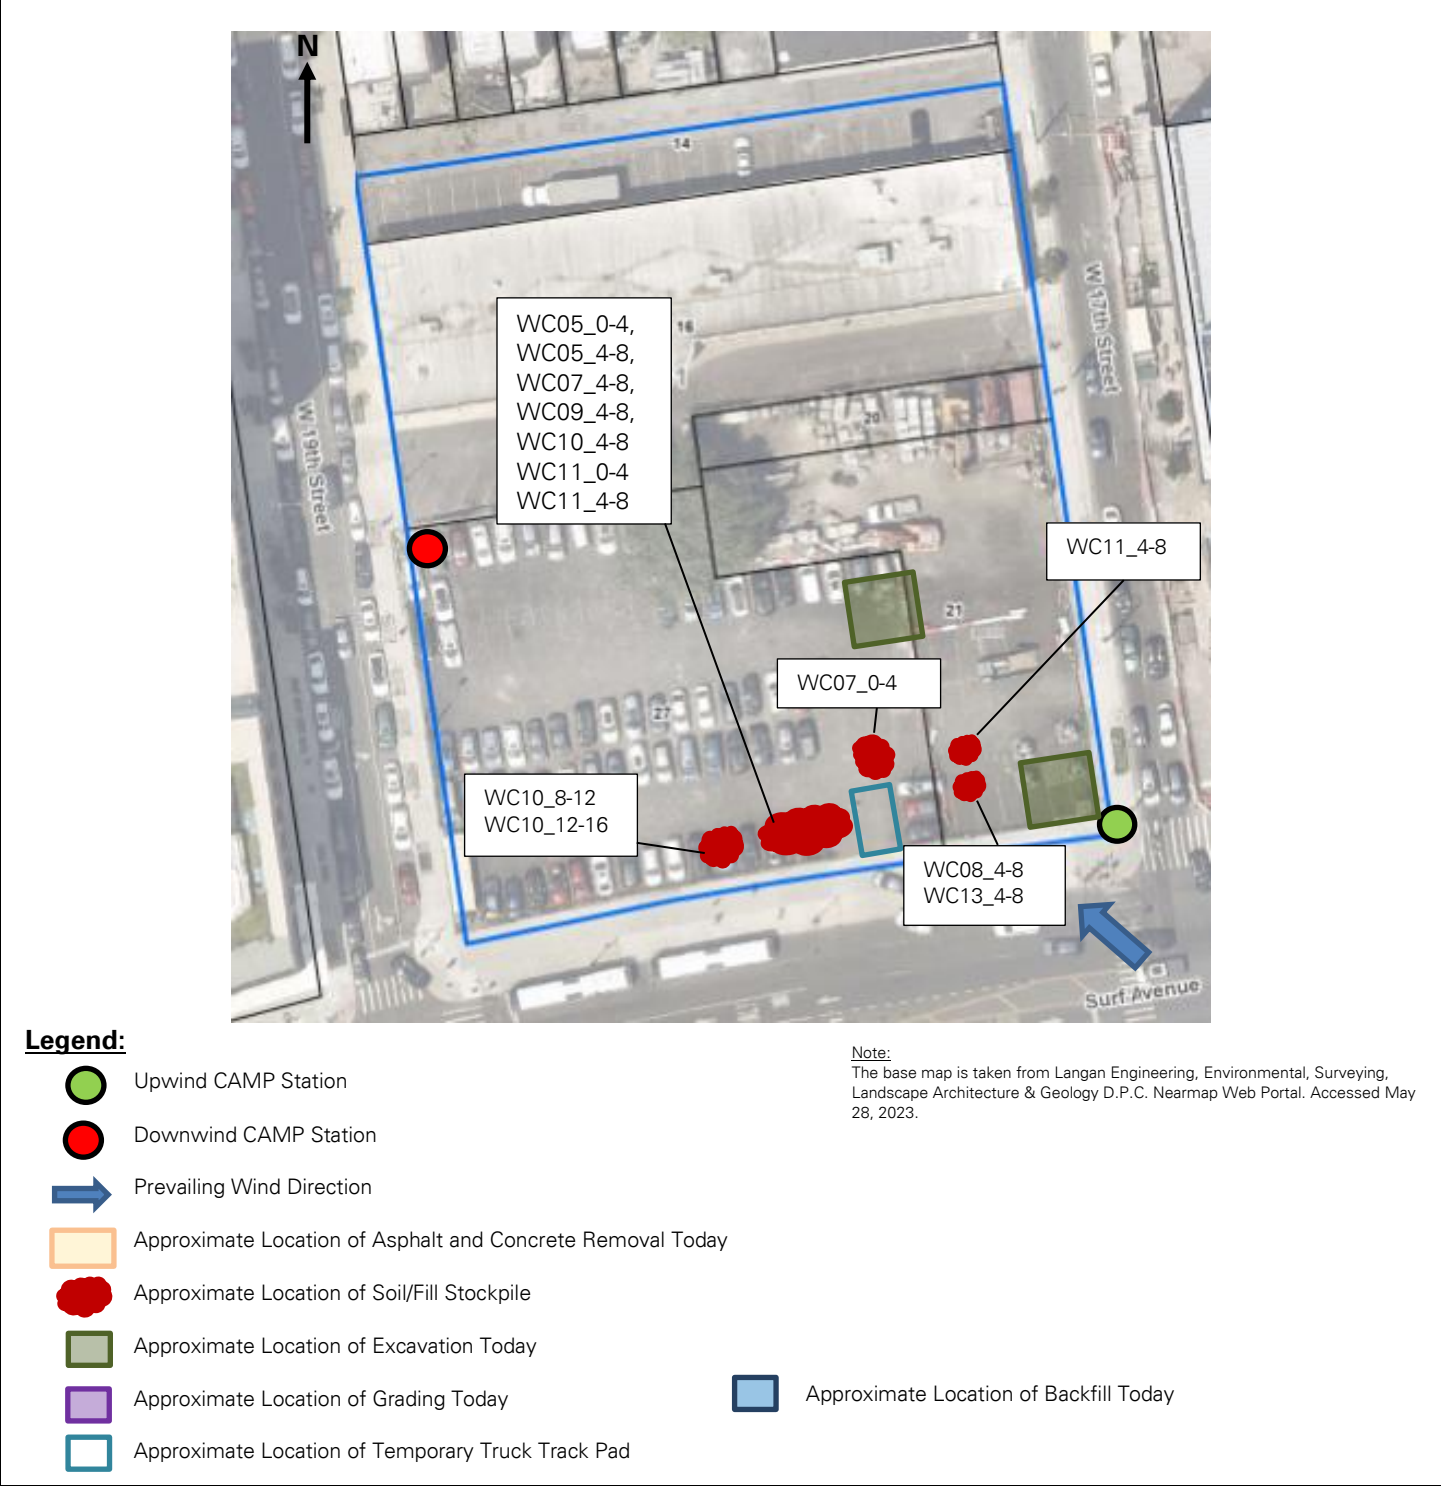 N
14
W 17th Street
WC05_0-4,
WC05_4-8,
WC07_4-8,
WC09_4-8,
WC10_4-8
WC11_0-4
WC11_4-8
16
20
W 19th Street
WC11_4-8
21
WC07_0-4
27
WC10_8-12
WC10_12-16
WC08_4-8
WC13_4-8
Surf Avenue
Legend:
Upwind CAMP Station
Downwind CAMP Station
Prevailing Wind Direction
Approximate Location of Asphalt and Concrete Removal Today
Approximate Location of Soil/Fill Stockpile
Approximate Location of Excavation Today
Approximate Location of Grading Today
Approximate Location of Temporary Truck Track Pad
Approximate Location of Backfill Today
Note:
The base map is taken from Langan Engineering, Environmental, Surveying,
Landscape Architecture & Geology D.P.C. Nearmap Web Portal. Accessed May
28, 2023.